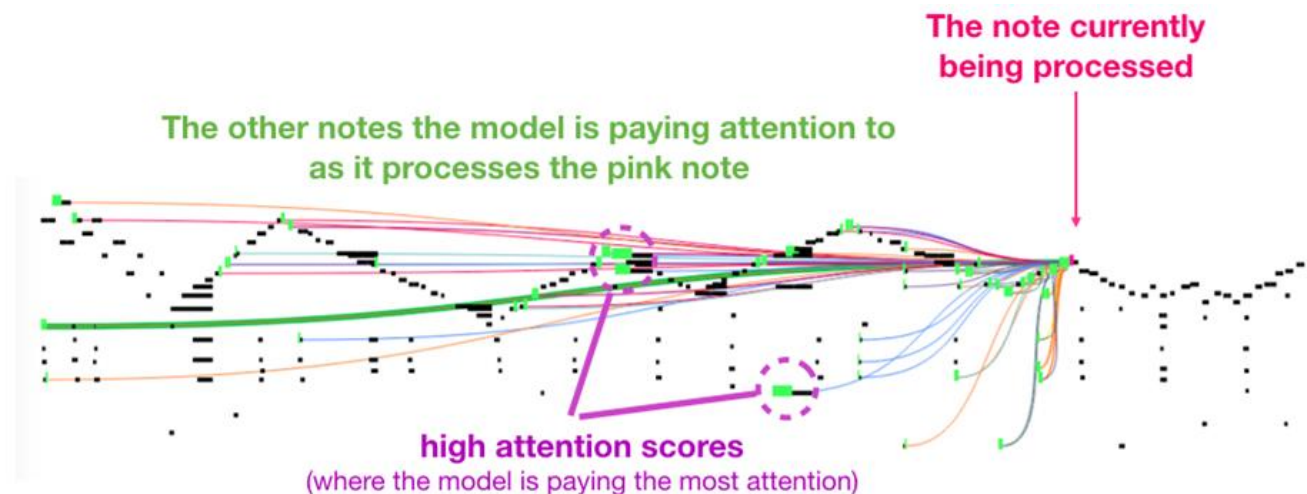 The note currently
being processed
The other notes the model is paying attention to
as it processes the pink note
high attention scores
(where the model is paying the most attention)